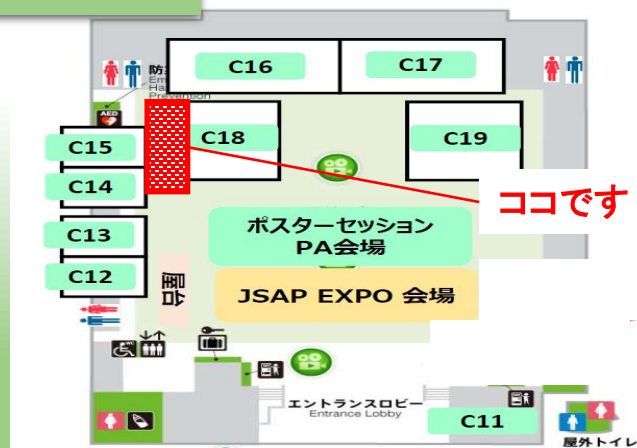 C16
C17
防
Em
Ha
Prevention
AED
C15
C18
C19
C14
ココです
C13
ポスターセッション
PA会場
C12
屋台
JSAP EXPO 会場
エントランスロビー
Entrance Lobby
C11
屋外トイレ